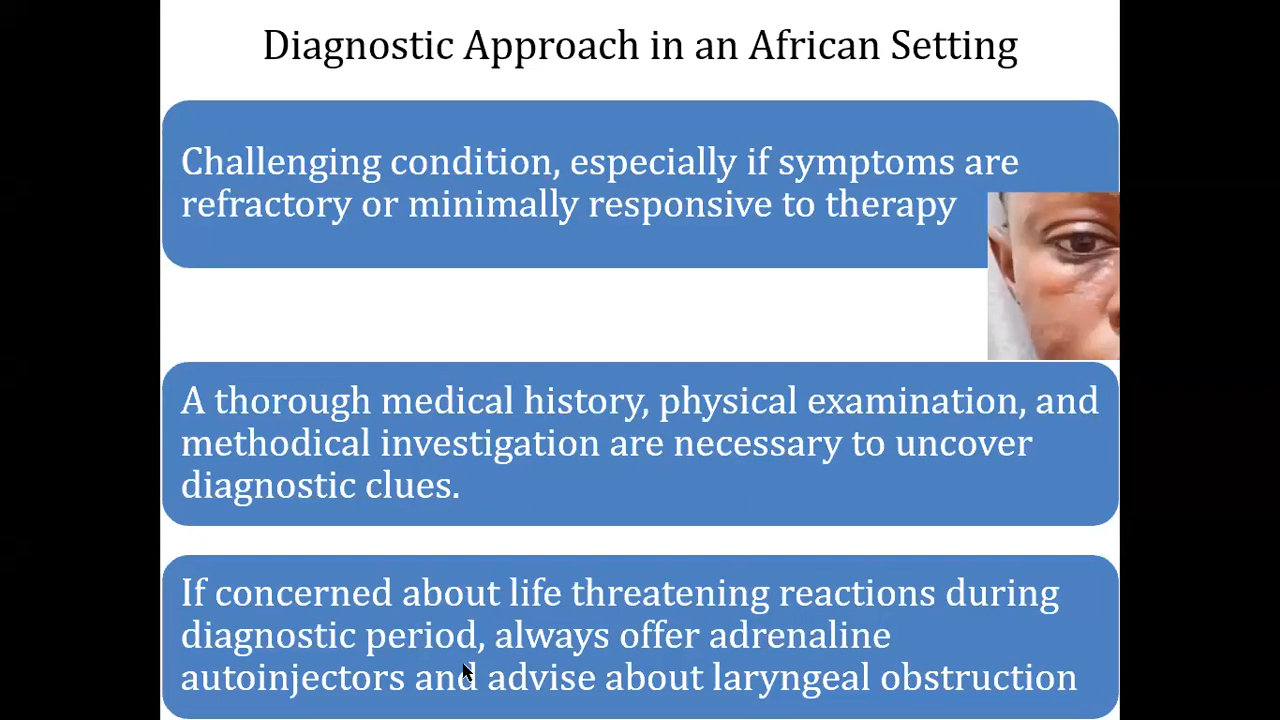 Diagnostic Approach in an African Setting
Challenging condition, especially if symptoms are
refractory or minimally responsive to therapy
A thorough medical history, physical examination, and
methodical investigation are necessary to uncover
diagnostic clues.
If concerned about life threatening reactions during
diagnostic period, always offer adrenaline
autoinjectors and advise about laryngeal obstruction